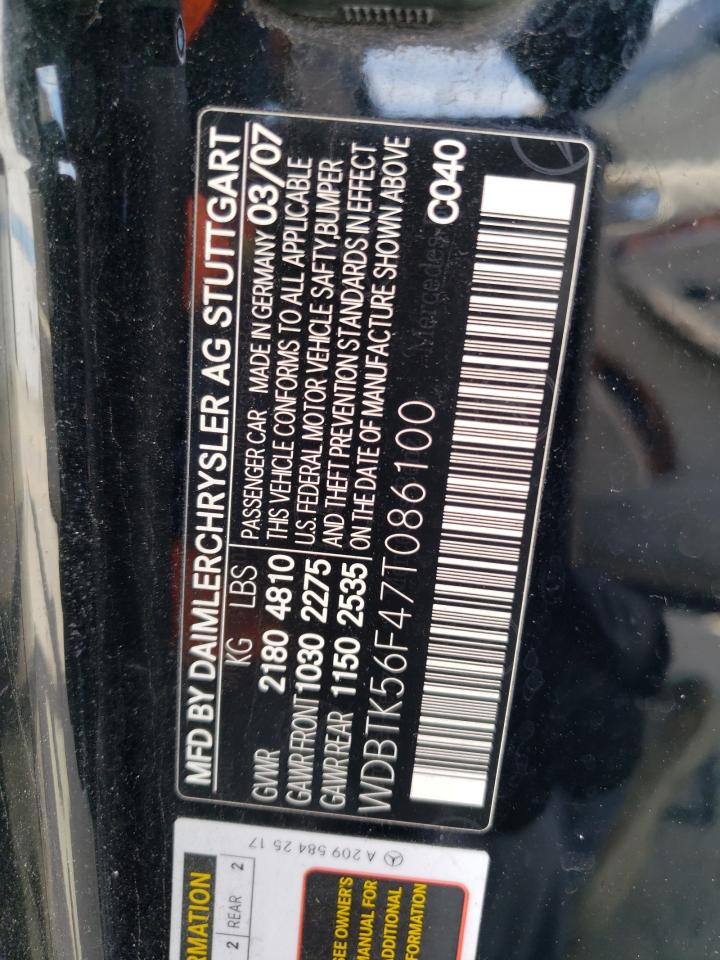 MFD BY DAIMLERCHRYSLER AG STUTTGART
KG LBS PASSENGER CAR MADE IN GERMANY 03/07
GVWR 2180 4810 THIS VEHICLE CONFORMS TO ALL APPLICABLE
GAWR FRONT 1030 2275 U.S. FEDERAL MOTOR VEHICLE SAFTY,BUMPER
GAWR REAR 1150 2535 AND THEFT PREVENTION STANDARDS IN EFFECT
ON THE DATE OF MANUFACTURE SHOWN ABOVE
WDBTK56F47T086100 Mercedes C040
A 209 584 25 17
RMATION
2 REAR 2
SEE OWNER'S
MANUAL FOR
ADDITIONAL
FORMATION